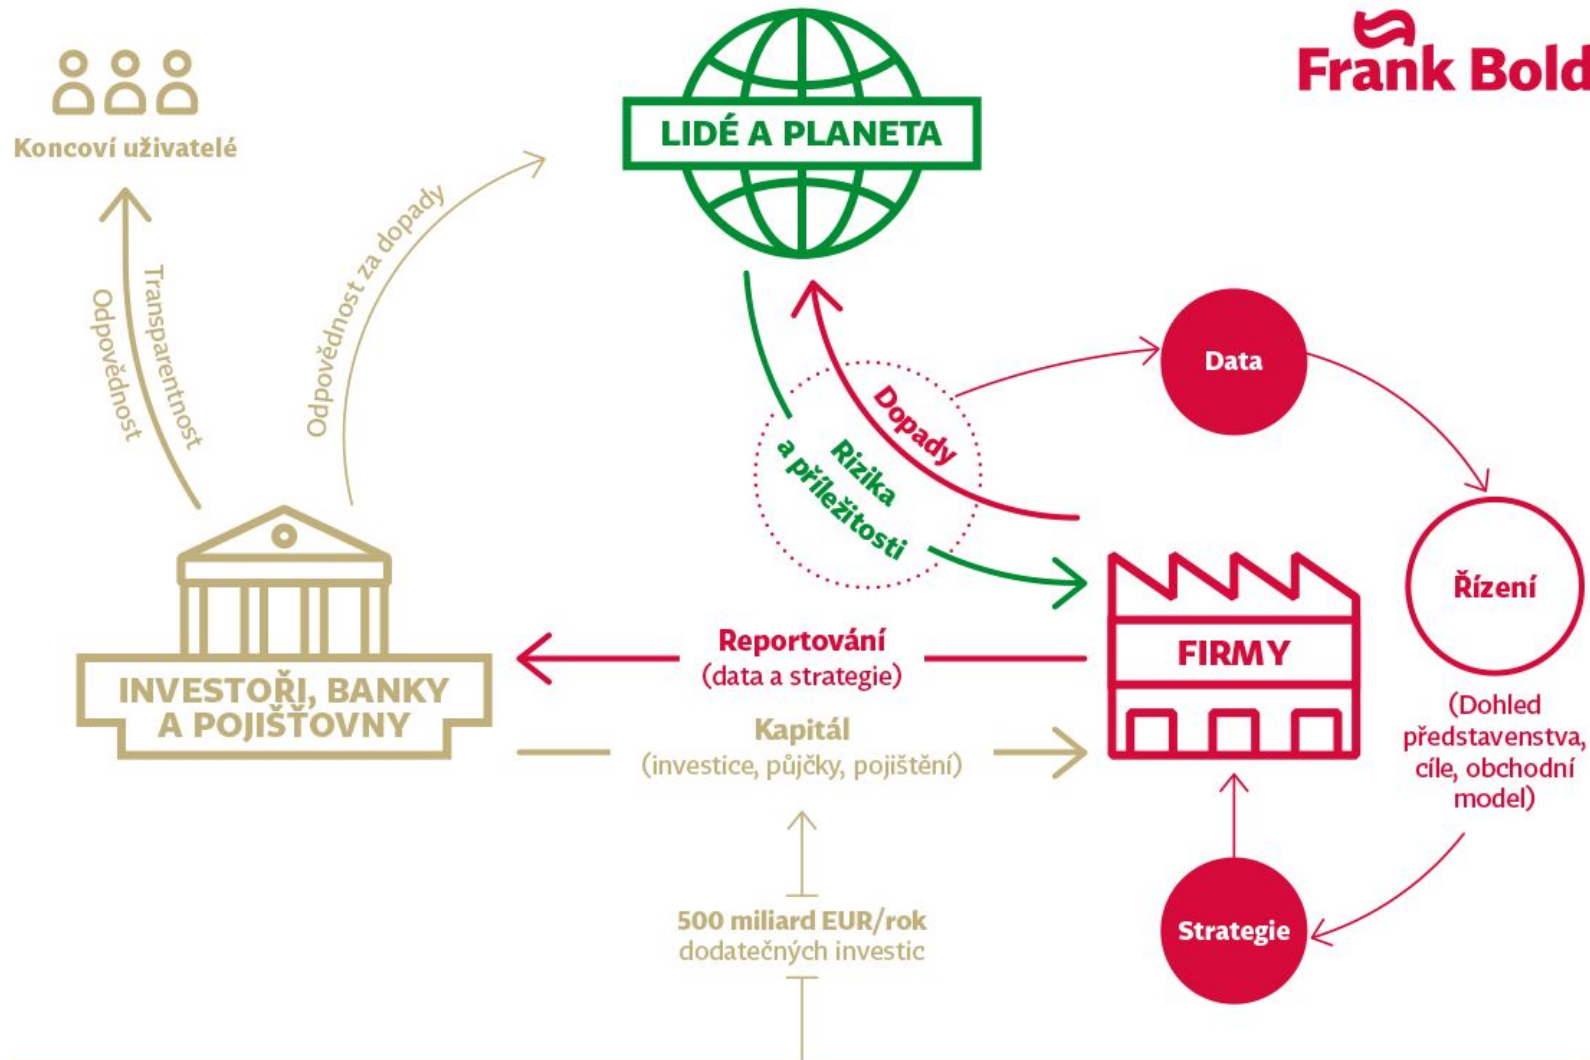 Frank Bold
Koncoví uživatelé
LIDÉ A PLANETA
Transparentnost
Odpovědnost
Odpovědnost za dopady
Data
Dopady
Rizika
a příležitosti
Řízení
(Dohled
představenstva,
cíle, obchodní
model)
Reportování
(data a strategie)
FIRMY
INVESTOŘI, BANKY
A POJIŠŤOVNY
Kapitál
(investice, půjčky, pojištění)
500 miliard EUR/rok
dodatečných investic
Strategie